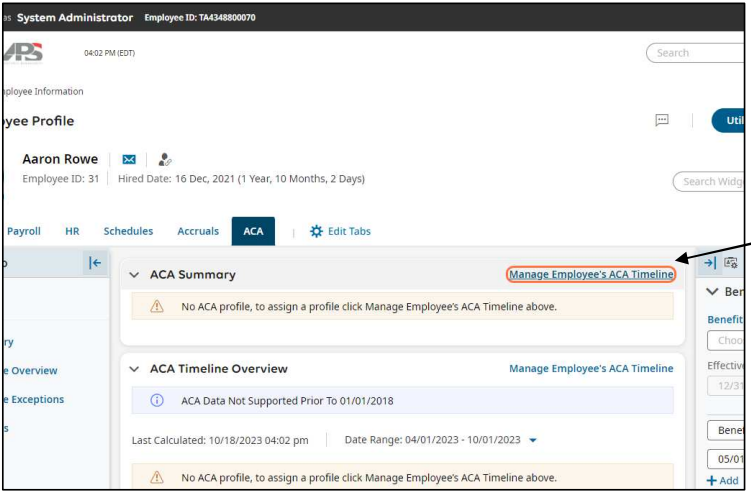 as System Administrator Employee ID: TA4348800070
APS 04:02 PM (EDT) Search
Employee Information
yee Profile Util
Aaron Rowe
Employee ID: 31 Hired Date: 16 Dec, 2021 (1 Year, 10 Months, 2 Days) Search Widg
Payroll HR Schedules Accruals ACA Edit Tabs
ACA Summary Manage Employee's ACA Timeline
Ben
No ACA profile, to assign a profile click Manage Employee's ACA Timeline above.
Benefit
ry Choo
ACA Timeline Overview Manage Employee's ACA Timeline
e Overview Effective
ACA Data Not Supported Prior To 01/01/2018
12/31
e Exceptions
s Benef
Last Calculated: 10/18/2023 04:02 pm Date Range: 04/01/2023 - 10/01/2023
05/01
No ACA profile, to assign a profile click Manage Employee's ACA Timeline above.
+ Add